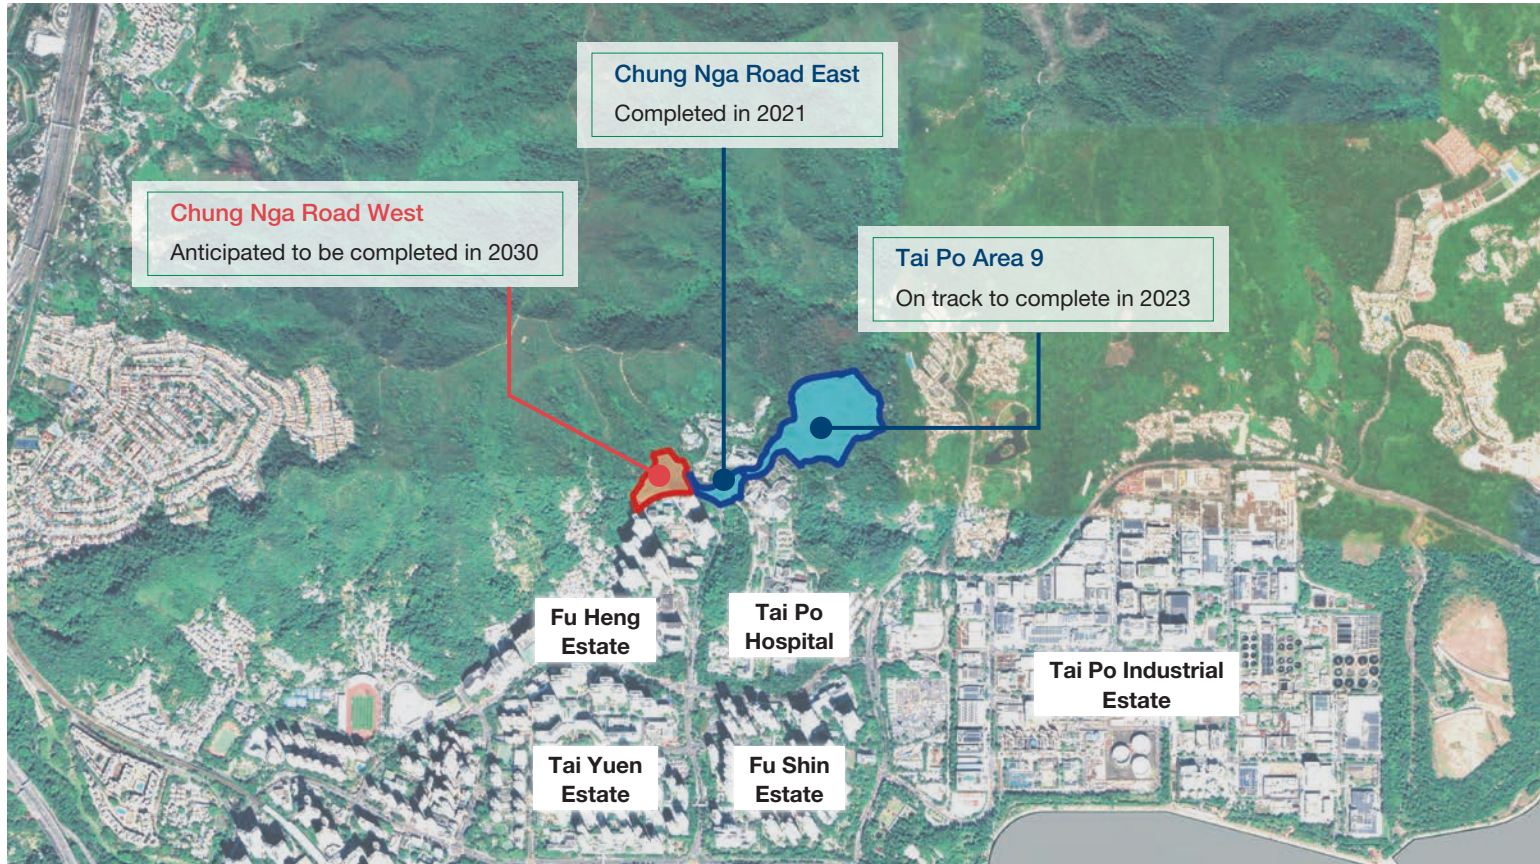 Chung Nga Road East
Completed in 2021
Chung Nga Road West
Anticipated to be completed in 2030
Tai Po Area 9
On track to complete in 2023
Fu Heng
Estate
Tai Po
Hospital
Tai Po Industrial
Estate
Tai Yuen
Estate
Fu Shin
Estate